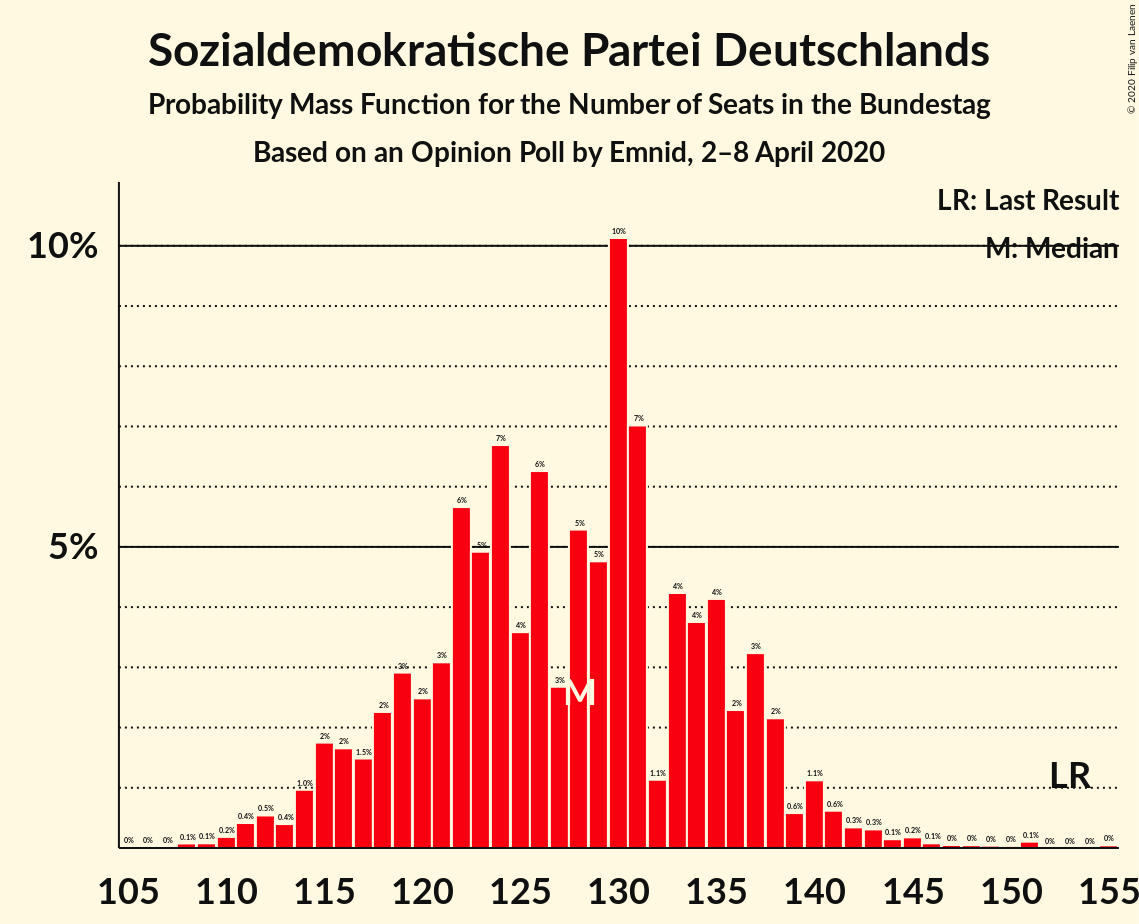 © 2020 Filip van Laenen
Sozialdemokratische Partei Deutschlands
Probability Mass Function for the Number of Seats in the Bundestag
Based on an Opinion Poll by Emnid, 2–8 April 2020
LR: Last Result
M: Median
10%
5%
0% 0% 0% 0.1% 0.1% 0.2% 0.4% 0.5% 0.4% 1.0% 2% 2% 1.5% 2% 3% 2% 3% 6% 5% 7% 4% 6% 3% 5% 5% 10% 7% 1.1% 4% 4% 4% 2% 3% 2% 0.6% 1.1% 0.6% 0.3% 0.3% 0.1% 0.2% 0.1% 0% 0% 0% 0% 0.1% 0% 0% 0% 0%
M
LR
105 110 115 120 125 130 135 140 145 150 155